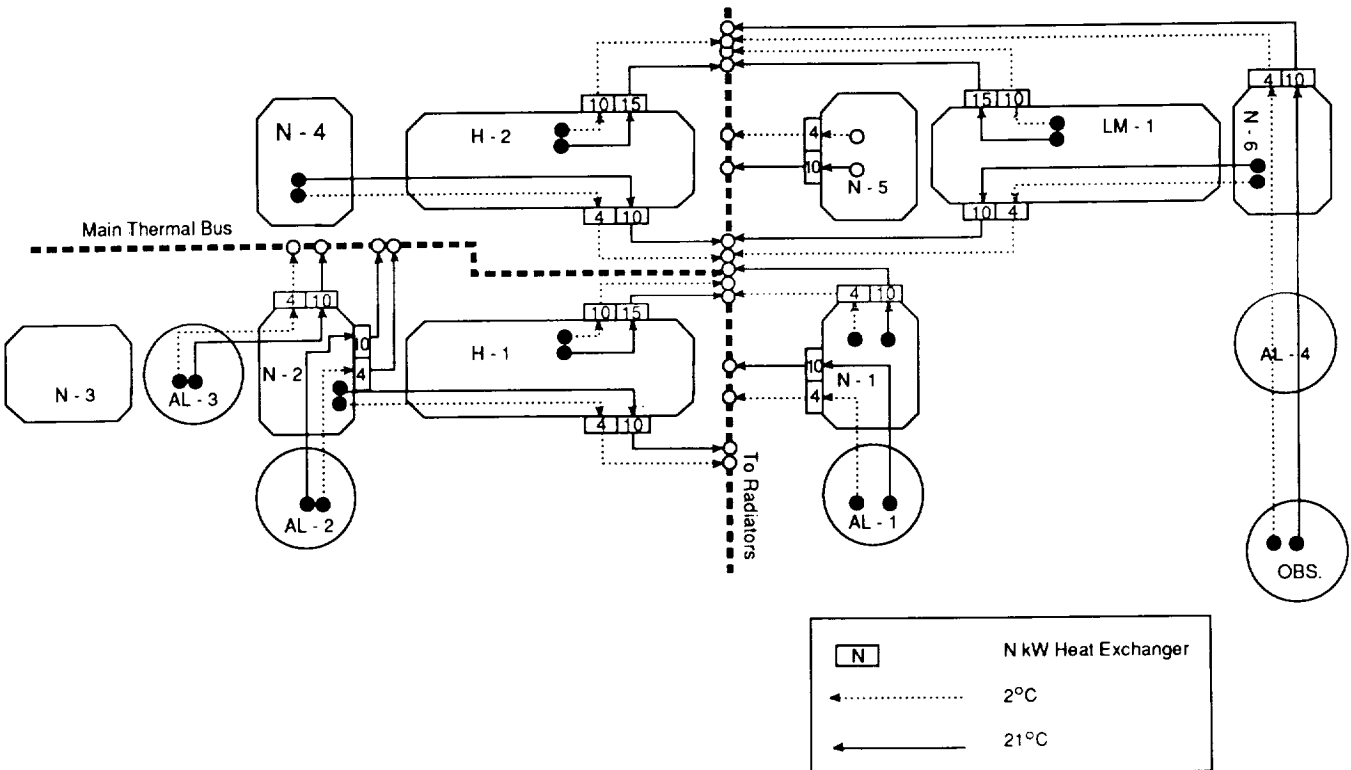 4 10
10 15
15 10
N - 4
H - 2
4
10
N - 5
LM - 1
N - 6
4 10
10 4
Main Thermal Bus
4 10
10
4
N - 2
10 15
H - 1
4 10
10
4
N - 1
AL - 4
N - 3
AL - 3
4 10
AL - 2
To Radiators
AL - 1
OBS.
N N kW Heat Exchanger
2°C
21°C